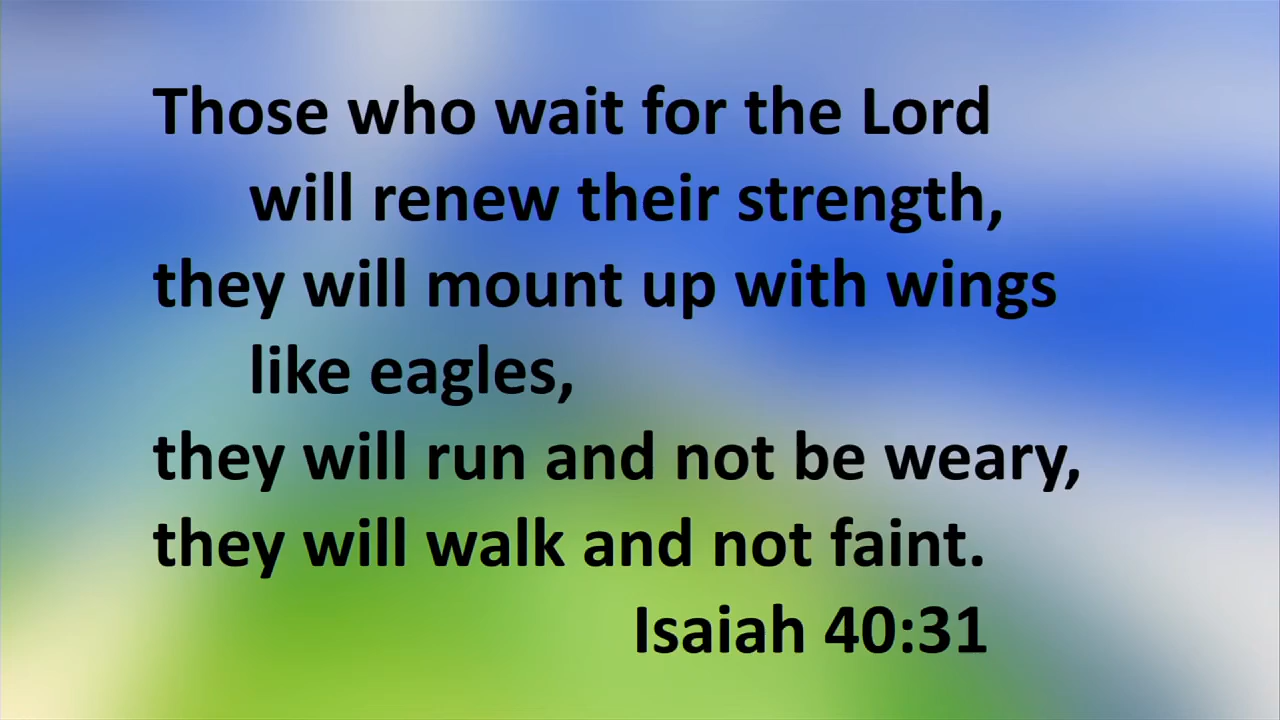 Those who wait for the Lord
will renew their strength,
they will mount up with wings
like eagles,
they will run and not be weary,
they will walk and not faint.
Isaiah 40:31